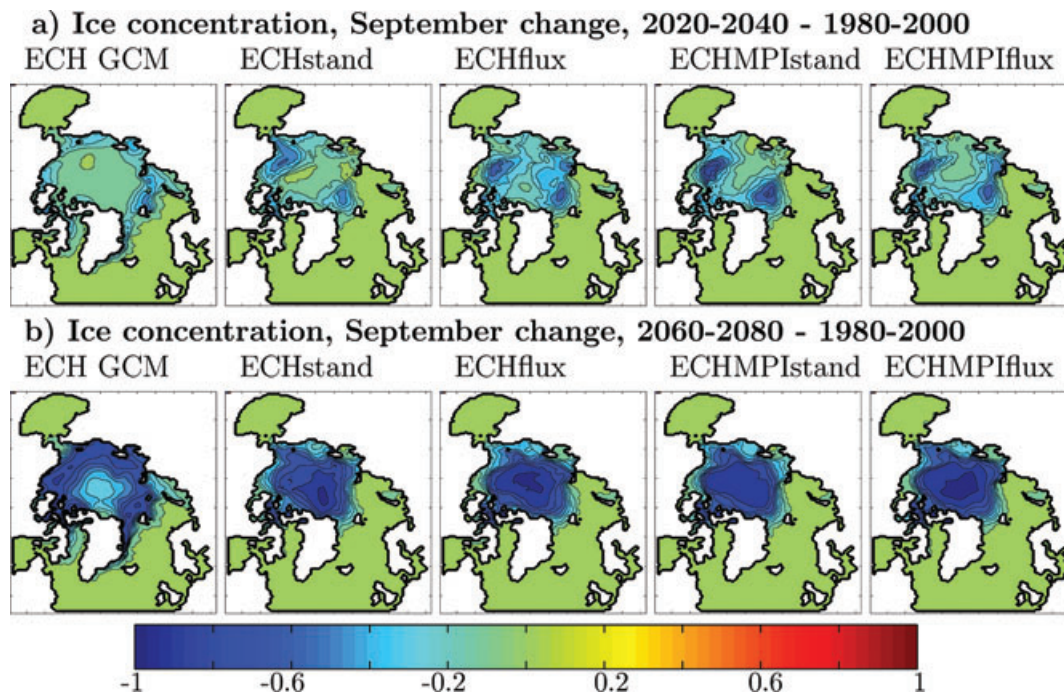 a) Ice concentration, September change, 2020-2040 - 1980-2000
ECH GCM ECHstand ECHflux ECHMPIstand ECHMPIflux
b) Ice concentration, September change, 2060-2080 - 1980-2000
ECH GCM ECHstand ECHflux ECHMPIstand ECHMPIflux
-1 -0.6 -0.2 0.2 0.6 1